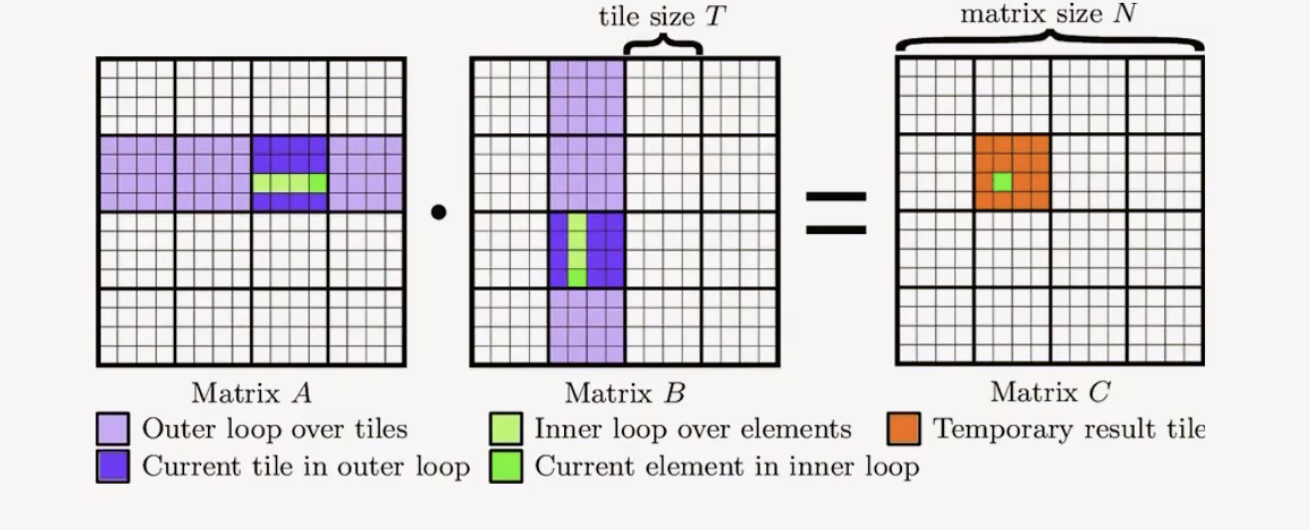 tile size T
matrix size N
Matrix A
Matrix B
Matrix C
Outer loop over tiles
Inner loop over elements
Temporary result tile
Current tile in outer loop
Current element in inner loop